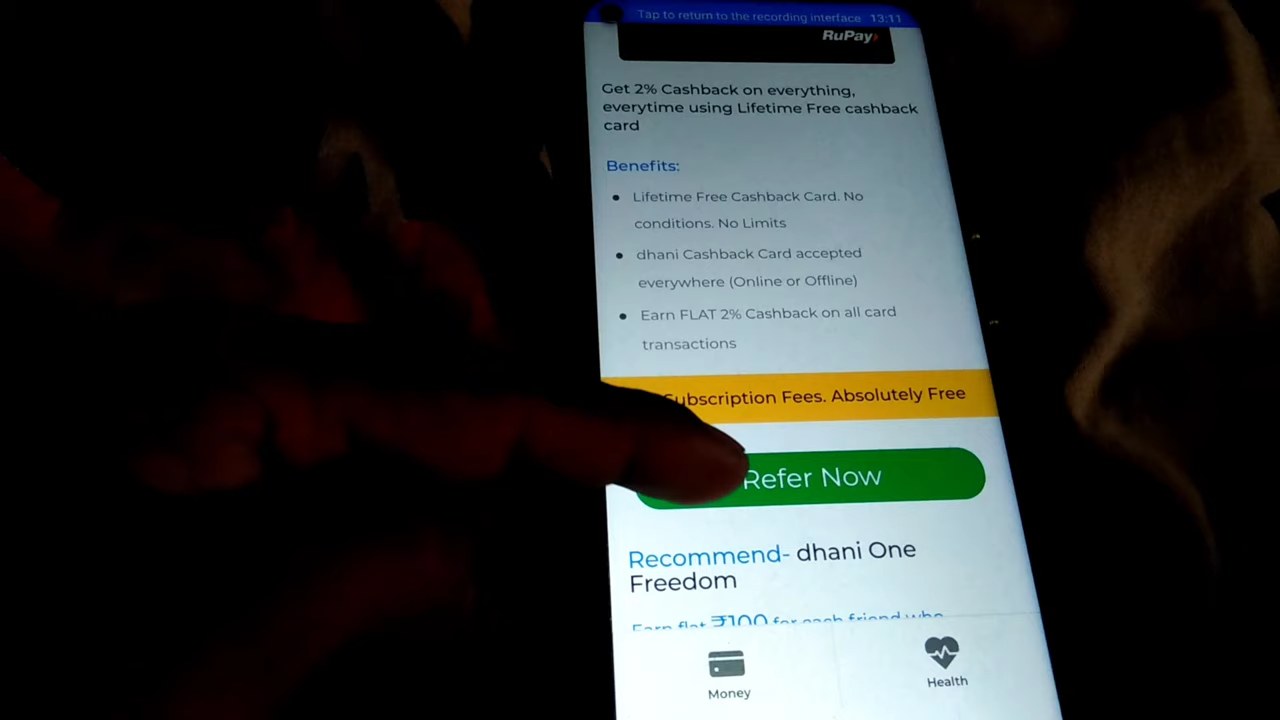 Tap to return to the recording interface 13:11
RuPay
Get 2% Cashback on everything,
everytime using Lifetime Free cashback
card
Benefits:
• Lifetime Free Cashback Card. No
conditions. No Limits
• dhani Cashback Card accepted
everywhere (Online or Offline)
• Earn FLAT 2% Cashback on all card
transactions
Subscription Fees. Absolutely Free
Refer Now
Recommend- dhani One
Freedom
Earn flat ₹100 for each friend who
Money
Health